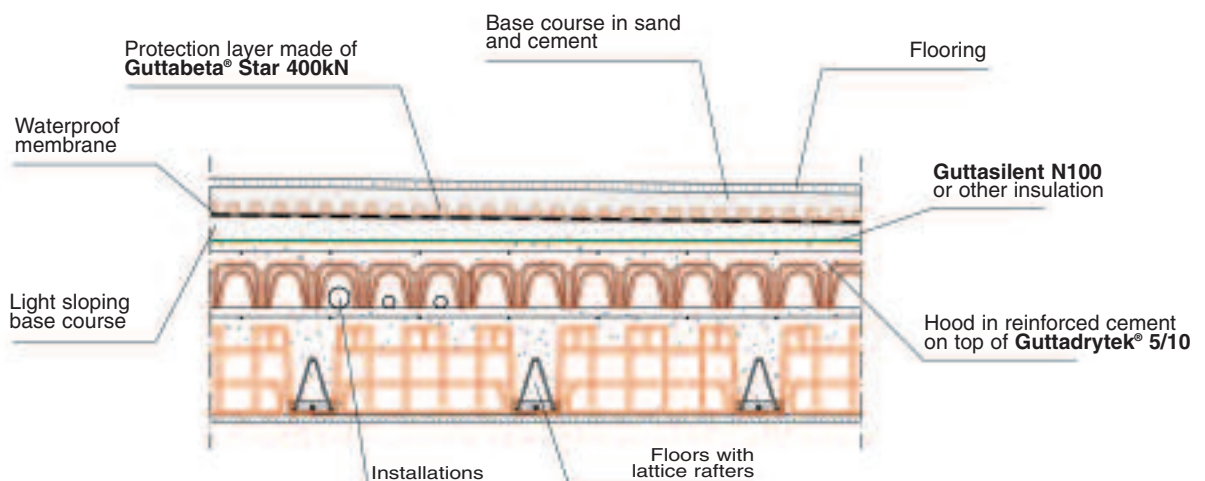 Base course in sand
and cement
Protection layer made of
Guttabeta® Star 400kN
Flooring
Waterproof
membrane
Guttasilent N100
or other insulation
Light sloping
base course
Hood in reinforced cement
on top of Guttadrytek® 5/10
Installations
Floors with
lattice rafters